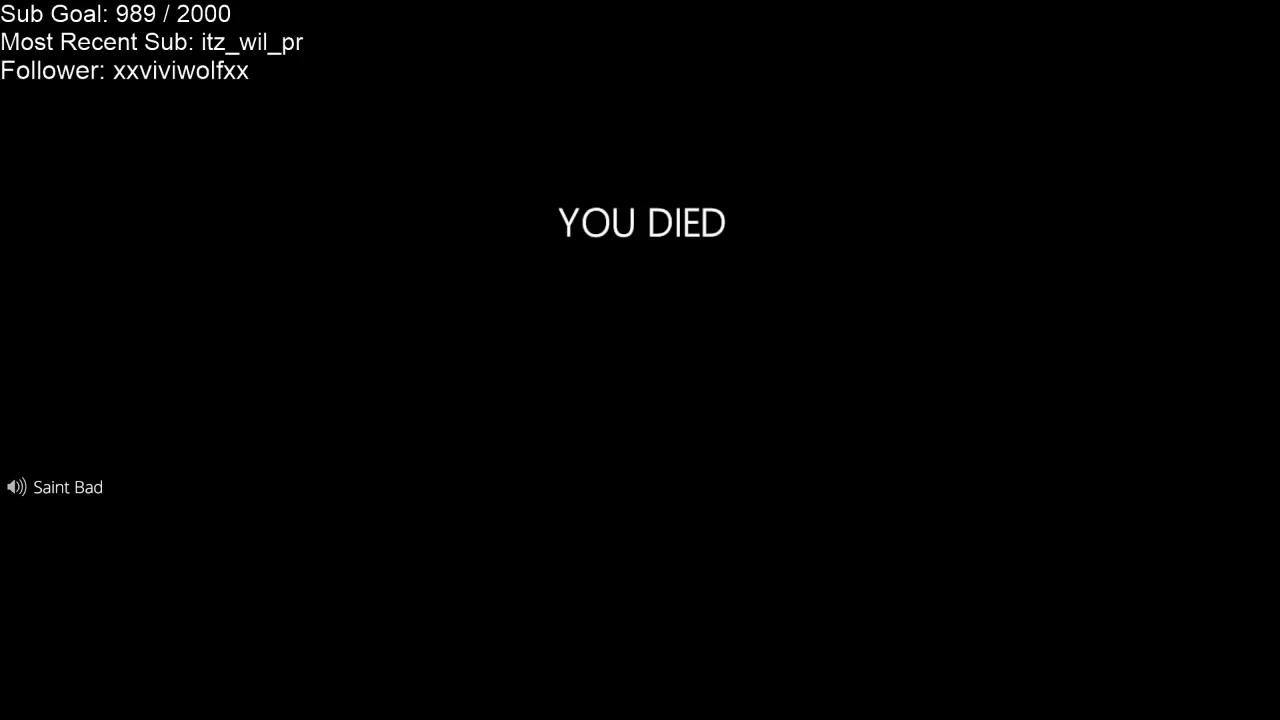 Sub Goal: 989 / 2000
Most Recent Sub: itz_wil_pr
Follower: xxviviwolfxx
YOU DIED
Saint Bad